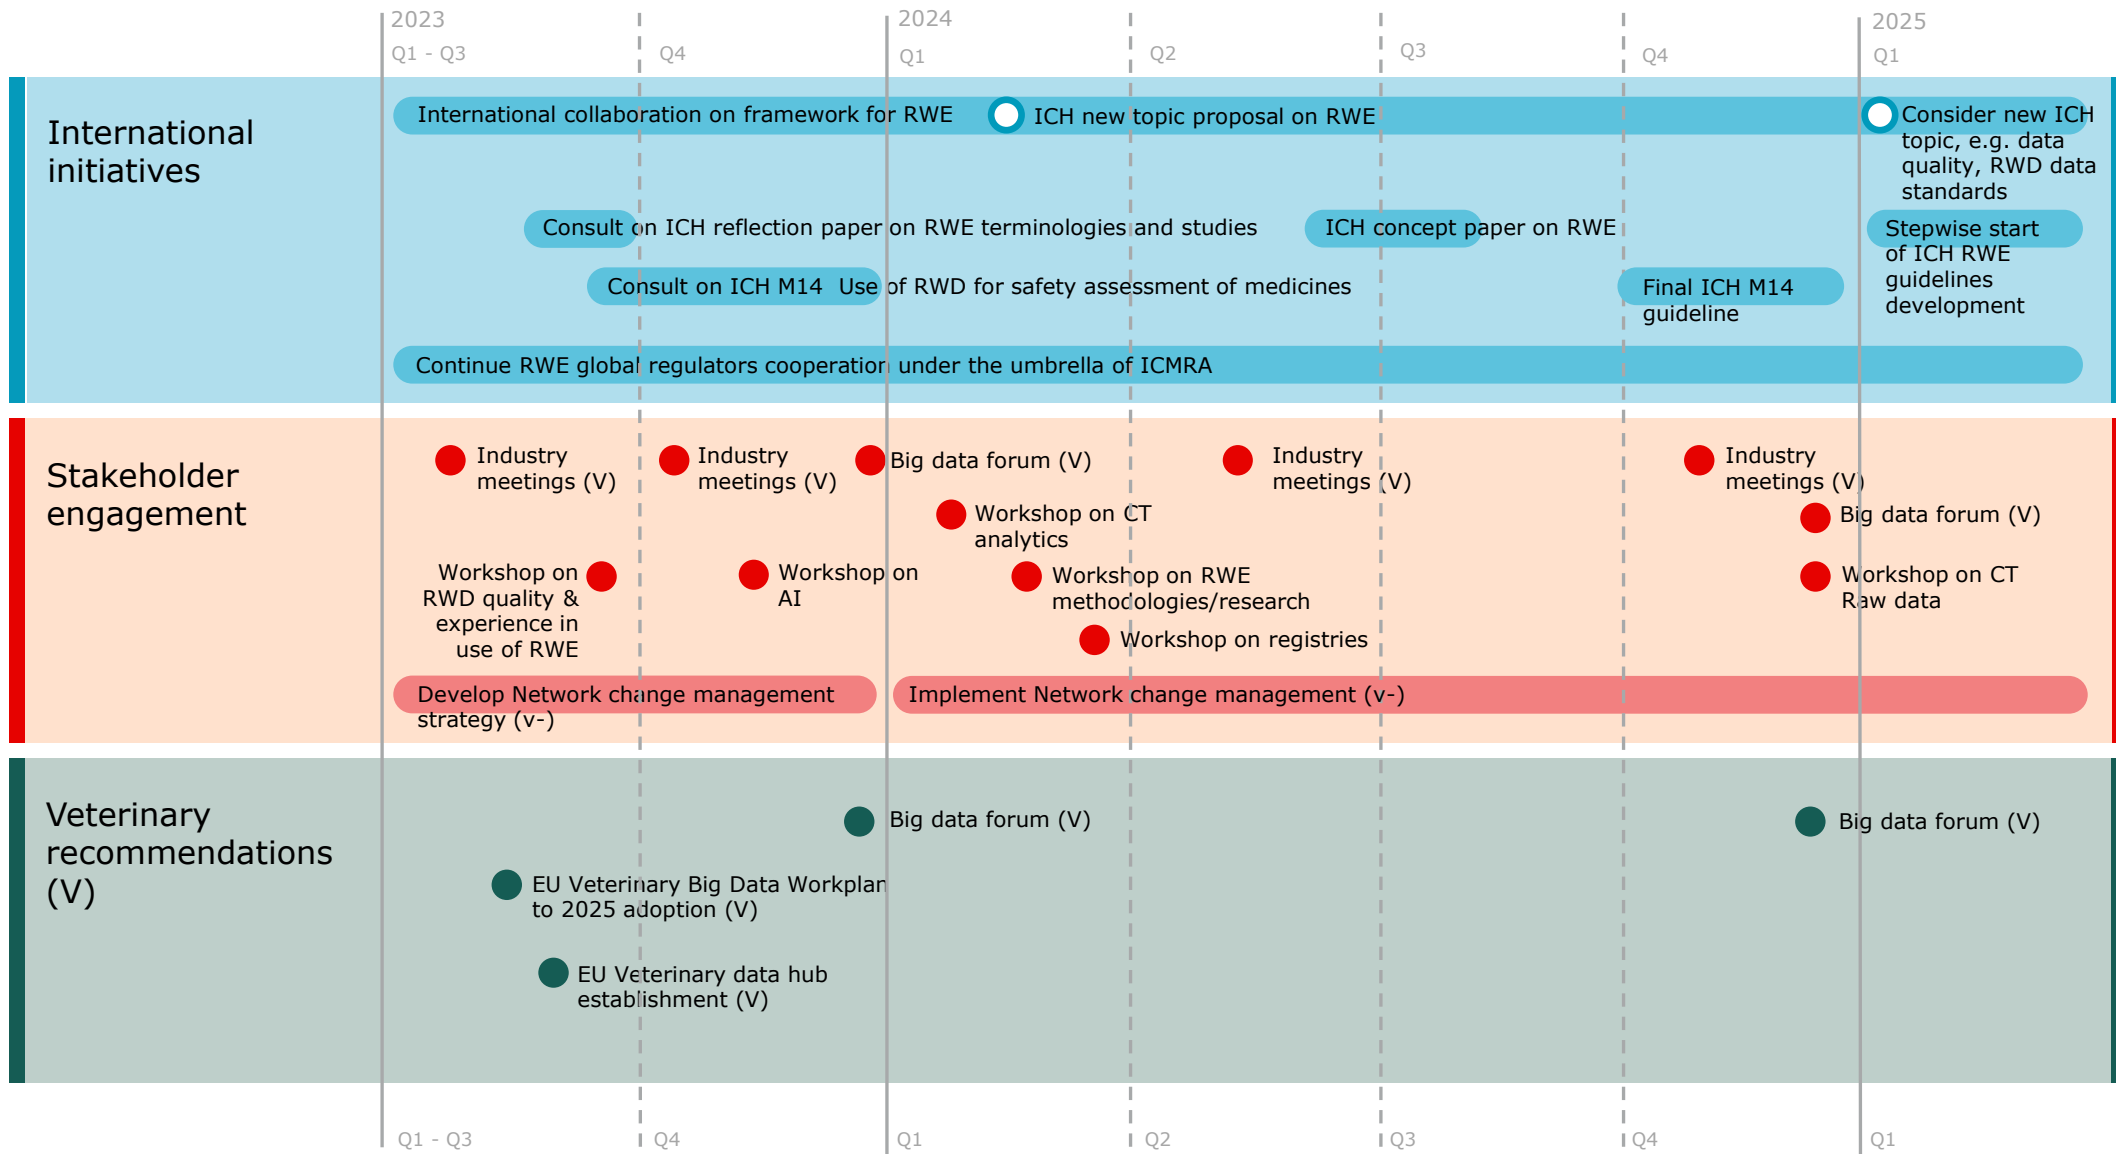 2023
2024
2025
Q1 - Q3
Q4
Q1
Q2
Q3
Q4
Q1
International
initiatives
International collaboration on framework for RWE
ICH new topic proposal on RWE
Consider new ICH
topic, e.g. data
quality, RWD data
standards
Consult on ICH reflection paper on RWE terminologies and studies
ICH concept paper on RWE
Stepwise start
of ICH RWE
guidelines
development
Consult on ICH M14 Use of RWD for safety assessment of medicines
Final ICH M14
guideline
Continue RWE global regulators cooperation under the umbrella of ICMRA
Stakeholder
engagement
Industry
meetings (V)
Industry
meetings (V)
Big data forum (V)
Industry
meetings (V)
Industry
meetings (V)
Workshop on CT
analytics
Big data forum (V)
Workshop on
RWD quality &
experience in
use of RWE
Workshop on
AI
Workshop on RWE
methodologies/research
Workshop on CT
Raw data
Workshop on registries
Develop Network change management
strategy (v-)
Implement Network change management (v-)
Veterinary
recommendations
(V)
Big data forum (V)
Big data forum (V)
EU Veterinary Big Data Workplan
to 2025 adoption (V)
EU Veterinary data hub
establishment (V)
Q1 - Q3
Q4
Q1
Q2
Q3
Q4
Q1